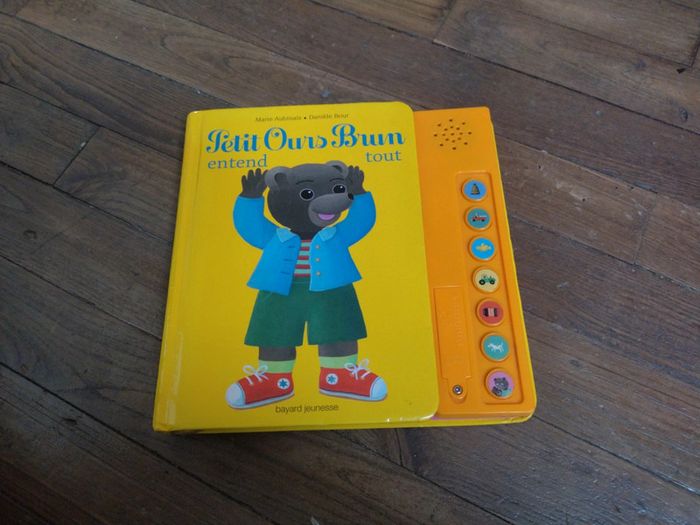 Marie Aubinais • Danièle Bour
Petit Ours Brun
entend tout
bayard jeunesse